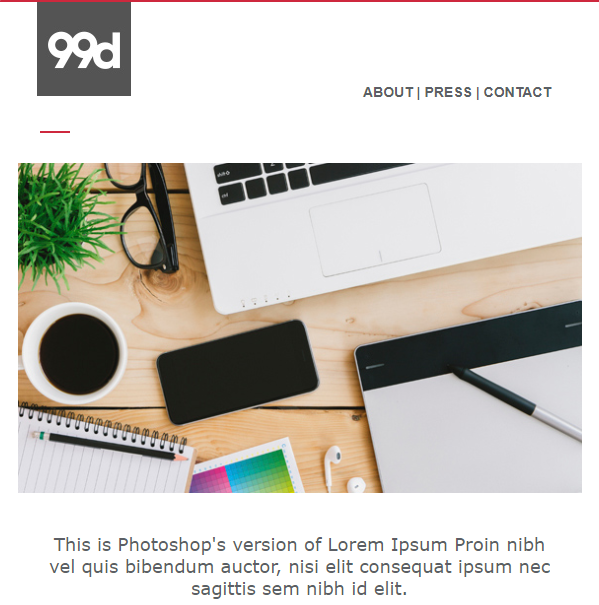 99d
ABOUT | PRESS | CONTACT
This is Photoshop's version of Lorem Ipsum Proin nibh
vel quis bibendum auctor, nisi elit consequat ipsum nec
sagittis sem nibh id elit.